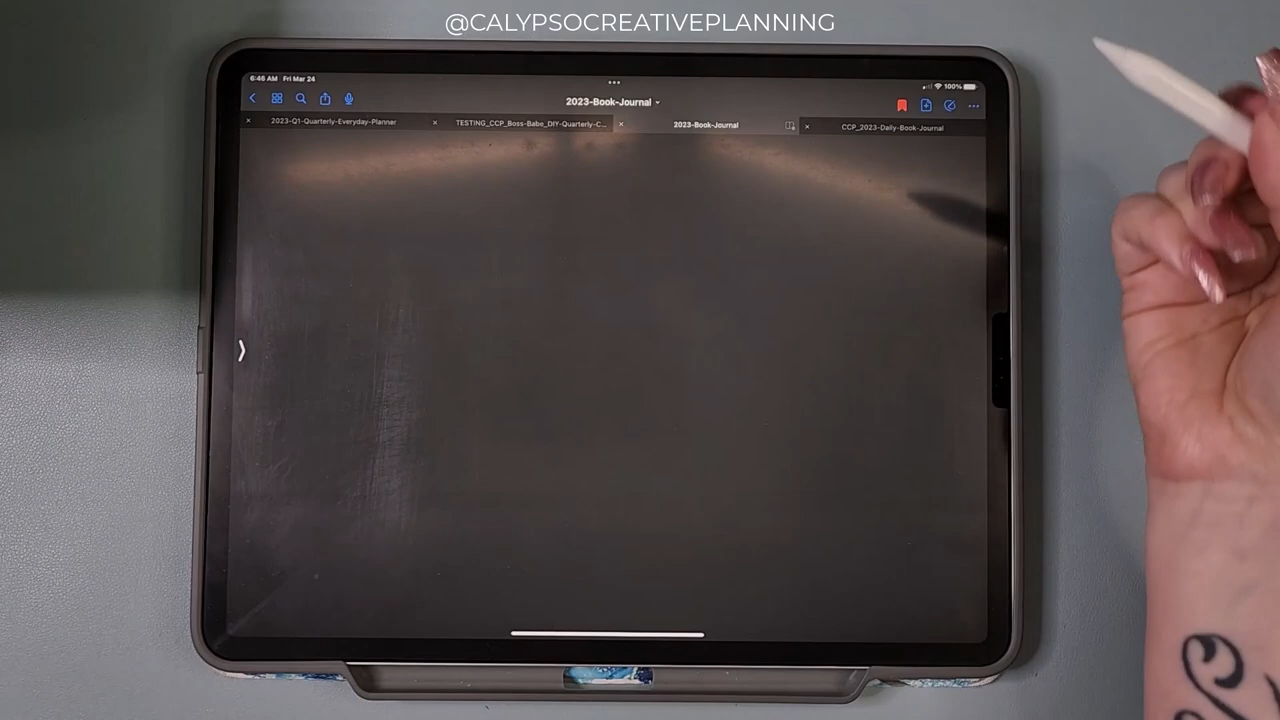 @CALYPSOCREATIVEPLANNING
6:46 AM Fri Mar 24
100%
2023-Book-Journal
2023-Q1-Quarterly-Everyday-Planner
TESTING_CCP_Boss-Babe_DIY-Quarterly-C...
2023-Book-Journal
CCP_2023-Daily-Book-Journal